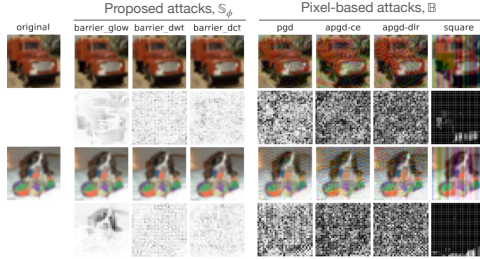 Proposed attacks, 𝕊_ϕ Pixel-based attacks, 𝔹
original barrier_glow barrier_dwt barrier_dct pgd apgd-ce apgd-dlr square